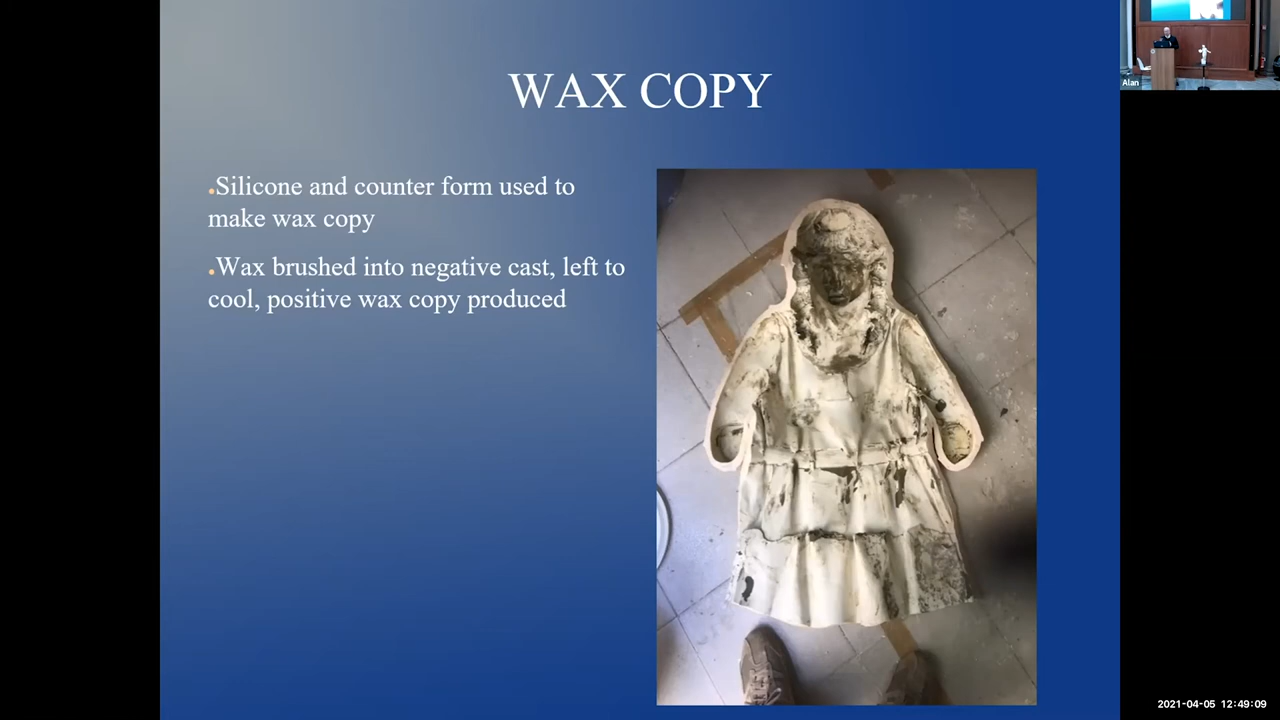 Alan
WAX COPY
.Silicone and counter form used to
make wax copy
.Wax brushed into negative cast, left to
cool, positive wax copy produced
2021-04-05 12:49:09